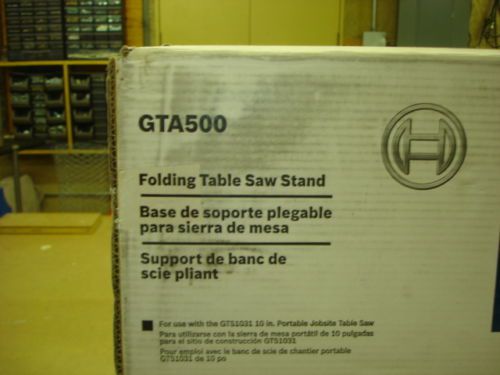 GTA500
Folding Table Saw Stand
Base de soporte plegable
para sierra de mesa
Support de banc de
scie pliant
For use with the GTS1031 10 in. Portable Jobsite Table Saw
Para utilizarse con la sierra de mesa portátil de 10 pulgadas
para el sitio de construcción GTS1031
Pour emploi avec le banc de scie de chantier portable
GTS1031 de 10 po